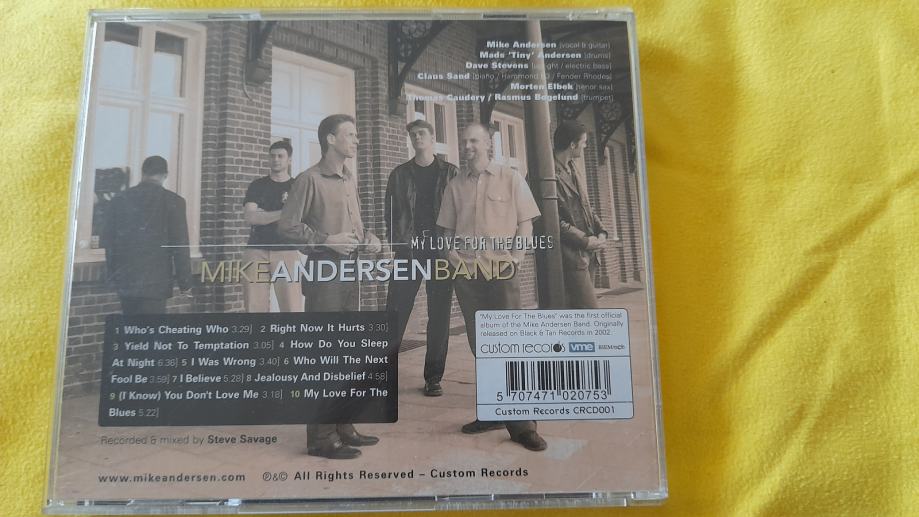 Mike Andersen [vocal & guitar]
Mads 'Tiny' Andersen [drums]
Dave Stevens [upright / electric bass]
Claus Sand [piano / Hammond b3 / Fender Rhodes]
Morten Elbek [tenor sax]
Thomas Caudery / Rasmus Bøgelund [trumpet]
MY LOVE FOR THE BLUES
MIKEANDERSENBAND
1 Who's Cheating Who 3.29] 2 Right Now It Hurts 3.30]
3 Yield Not To Temptation 3.05] 4 How Do You Sleep
At Night 6.36] 5 I Was Wrong 3.40] 6 Who Will The Next
Fool Be 3.59] 7 I Believe 5.28] 8 Jealousy And Disbelief 4.58]
9 (I Know) You Don't Love Me 3.18] 10 My Love For The
Blues 5.22]
"My Love For The Blues" was the first official
album of the Mike Andersen Band. Originally
released on Black & Tan Records in 2002.
custom records vme BIEM/ncb
5 707471 020753
Custom Records CRCD001
Recorded & mixed by Steve Savage
www.mikeandersen.com ℗&© All Rights Reserved – Custom Records